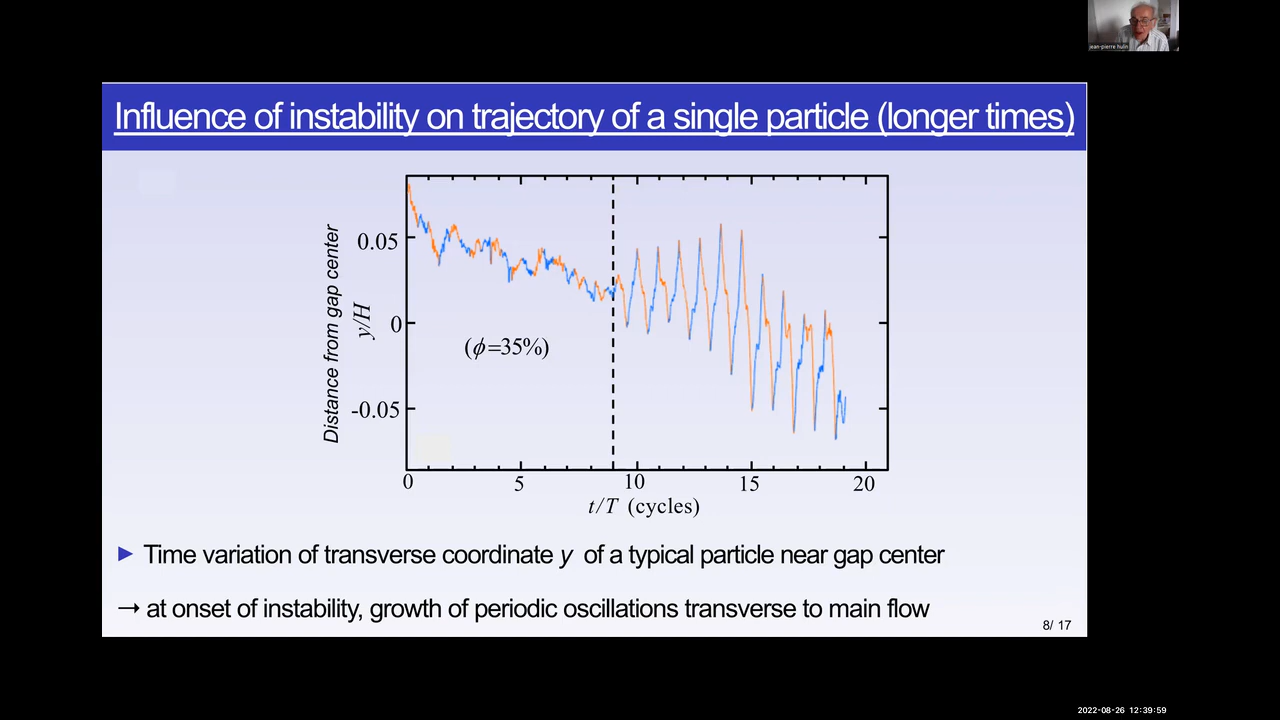 jean-pierre hulin
Influence of instability on trajectory of a single particle (longer times)
Distance from gap center
y/H
0.05
0
-0.05
(ϕ=35%)
0 5 10 15 20
t/T (cycles)
► Time variation of transverse coordinate y of a typical particle near gap center
→ at onset of instability, growth of periodic oscillations transverse to main flow
8/ 17
2022-08-26 12:39:59